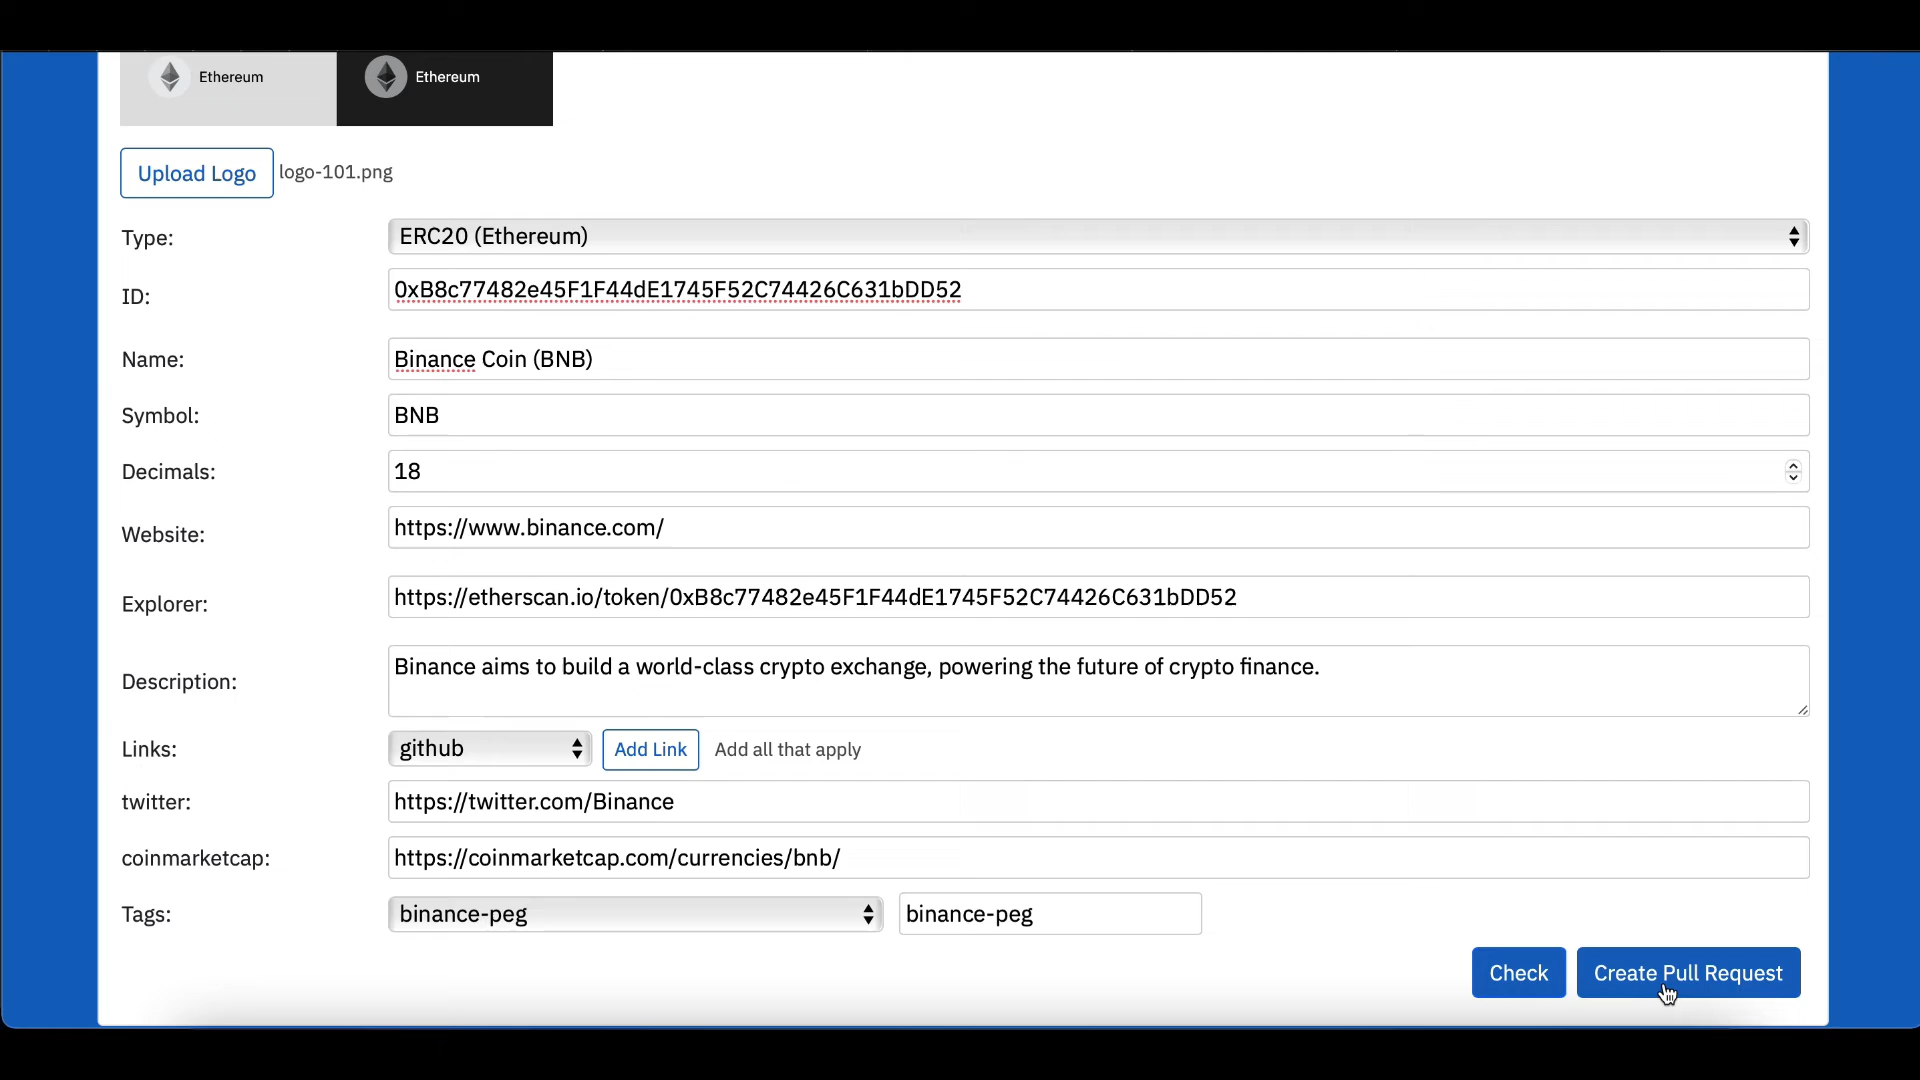 Ethereum Ethereum
Upload Logo logo-101.png
Type: ERC20 (Ethereum)
ID: 0xB8c77482e45F1F44dE1745F52C74426C631bDD52
Name: Binance Coin (BNB)
Symbol: BNB
Decimals: 18
Website: https://www.binance.com/
Explorer: https://etherscan.io/token/0xB8c77482e45F1F44dE1745F52C74426C631bDD52
Description: Binance aims to build a world-class crypto exchange, powering the future of crypto finance.
Links: github Add Link Add all that apply
twitter: https://twitter.com/Binance
coinmarketcap: https://coinmarketcap.com/currencies/bnb/
Tags: binance-peg binance-peg
Check Create Pull Request